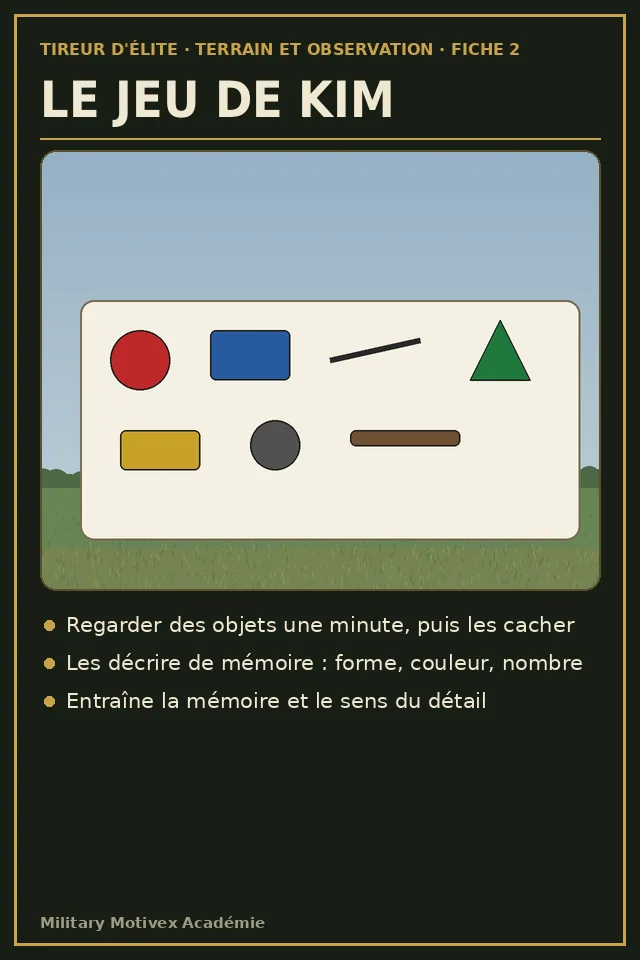 TIREUR D'ÉLITE · TERRAIN ET OBSERVATION · FICHE 2
LE JEU DE KIM
Regarder des objets une minute, puis les cacher
Les décrire de mémoire : forme, couleur, nombre
Entraîne la mémoire et le sens du détail
Military Motivex Académie